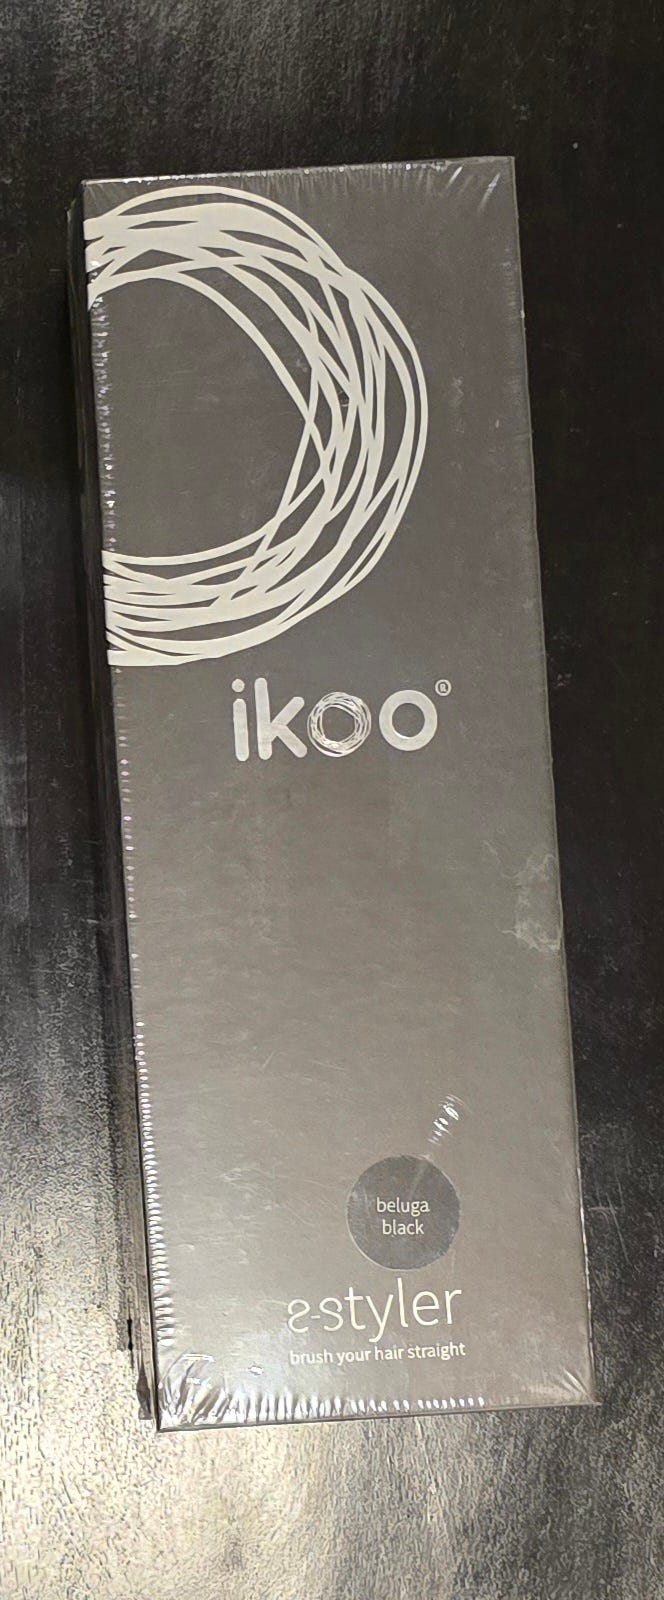 ikoo®
beluga
black
e-styler
brush your hair straight